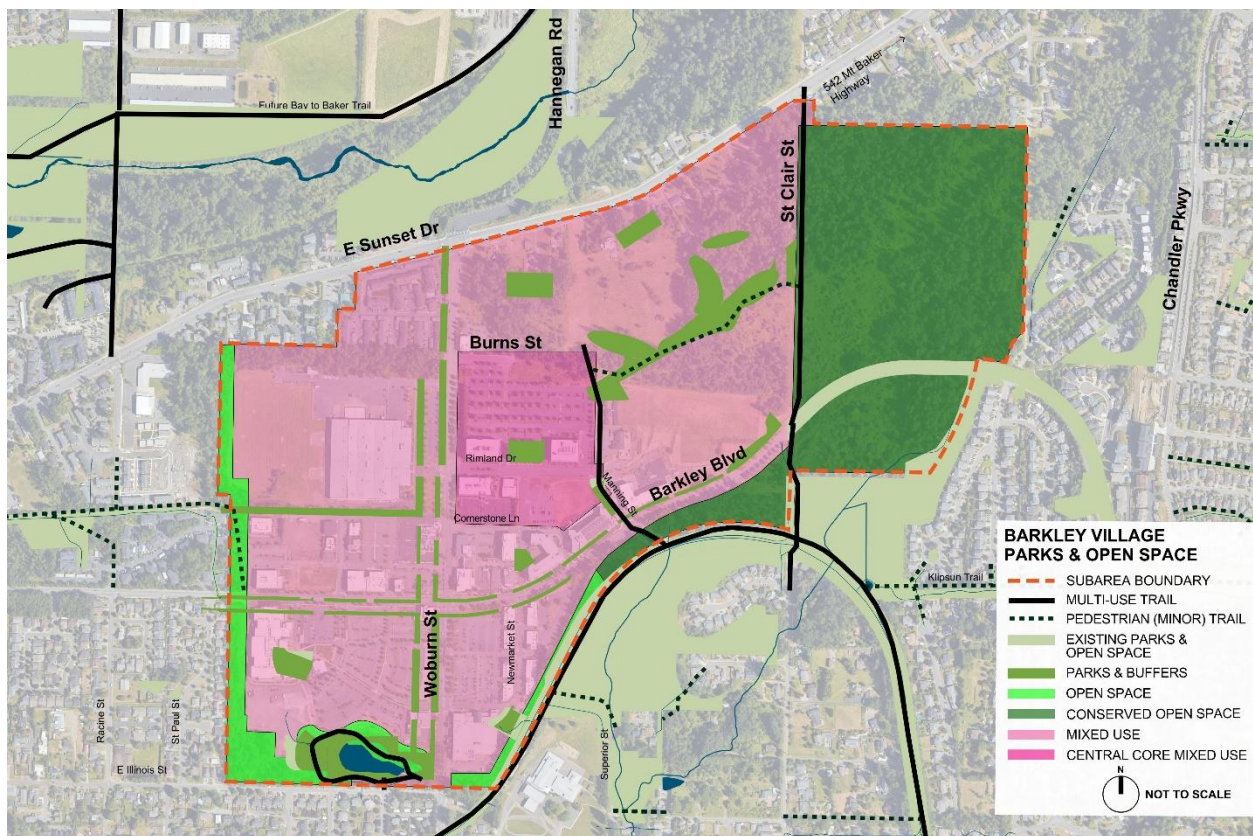 Hannegan Rd
542 Mt Baker
Highway
Future Bay to Baker Trail
St Clair St
Chandler Pkwy
E Sunset Dr
Burns St
Rimland Dr
Manning St
Barkley Blvd
Cornerstone Ln
Klipsun Trail
Woburn St
Newmarket St
Racine St
St Paul St
Superior St
E Illinois St
BARKLEY VILLAGE
PARKS & OPEN SPACE
SUBAREA BOUNDARY
MULTI-USE TRAIL
PEDESTRIAN (MINOR) TRAIL
EXISTING PARKS &
OPEN SPACE
PARKS & BUFFERS
OPEN SPACE
CONSERVED OPEN SPACE
MIXED USE
CENTRAL CORE MIXED USE
N
NOT TO SCALE